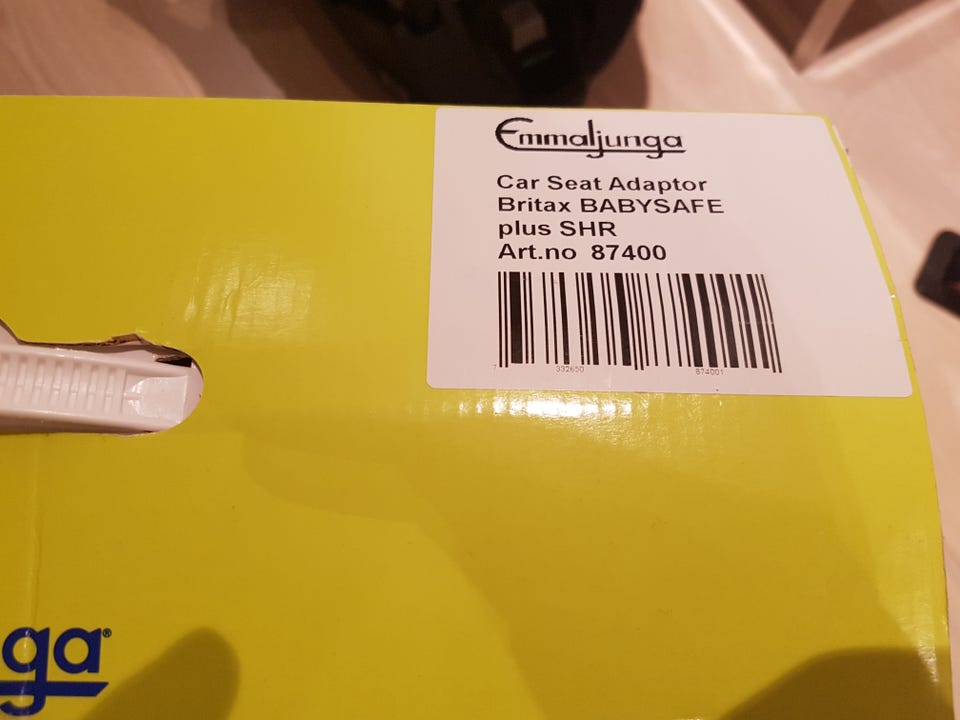 Emmaljunga
Car Seat Adaptor
Britax BABYSAFE
plus SHR
Art.no 87400
7 332650 874001
ga®